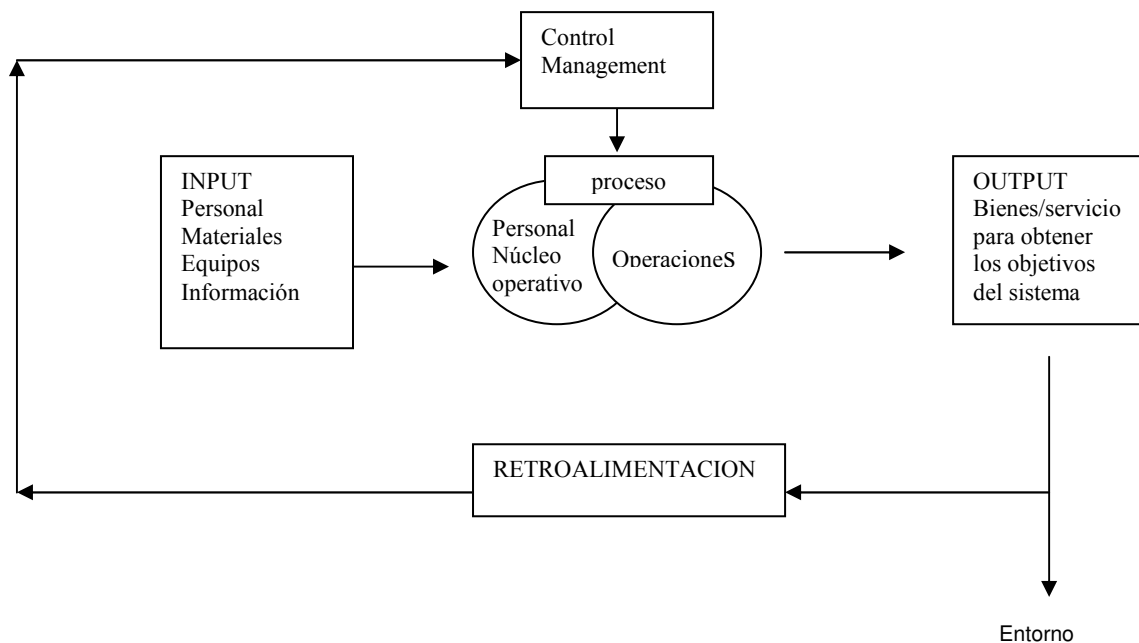 Control
Management
proceso
INPUT
Personal
Materiales
Equipos
Información
Personal
Núcleo
operativo
OperacioneS
OUTPUT
Bienes/servicio
para obtener
los objetivos
del sistema
RETROALIMENTACION
Entorno